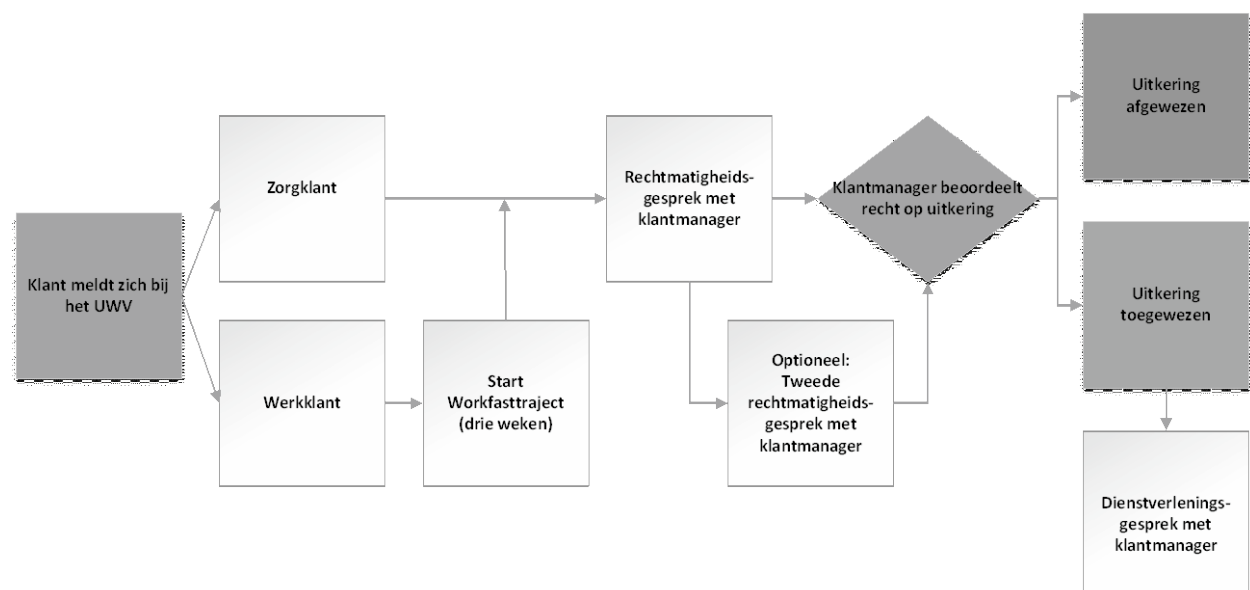 Klant meldt zich bij
het UWV
Zorgklant
Werkklant
Start
Workfasttraject
(drie weken)
Rechtmatigheids-
gesprek met
klantmanager
Optioneel:
Tweede
rechtmatigheids-
gesprek met
klantmanager
Klantmanager beoordeelt
recht op uitkering
Uitkering
afgewezen
Uitkering
toegewezen
Dienstverlenings-
gesprek met
klantmanager